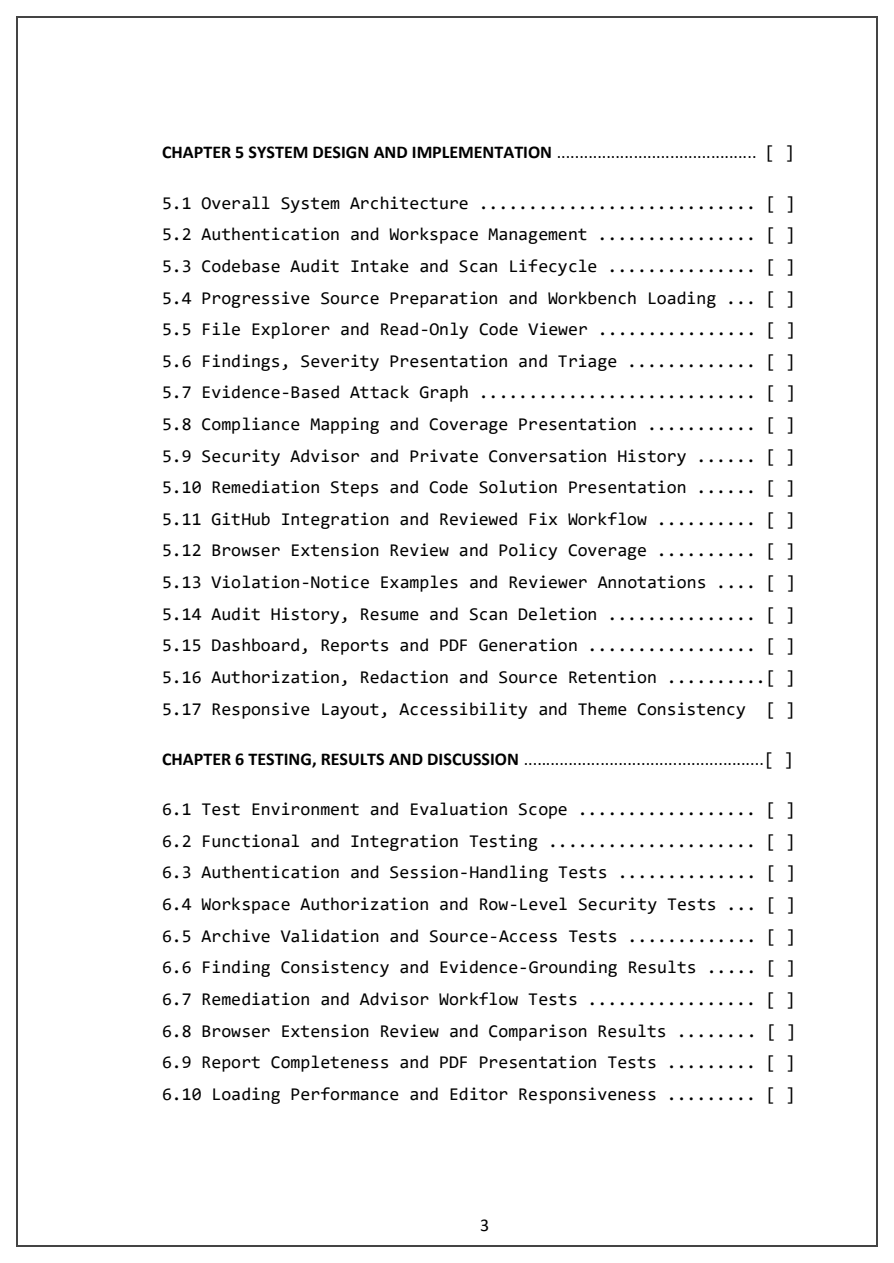 CHAPTER 5 SYSTEM DESIGN AND IMPLEMENTATION ............................................ [ ]
5.1 Overall System Architecture ............................ [ ]
5.2 Authentication and Workspace Management ................ [ ]
5.3 Codebase Audit Intake and Scan Lifecycle ............... [ ]
5.4 Progressive Source Preparation and Workbench Loading ... [ ]
5.5 File Explorer and Read-Only Code Viewer ................ [ ]
5.6 Findings, Severity Presentation and Triage ............. [ ]
5.7 Evidence-Based Attack Graph ............................ [ ]
5.8 Compliance Mapping and Coverage Presentation ........... [ ]
5.9 Security Advisor and Private Conversation History ...... [ ]
5.10 Remediation Steps and Code Solution Presentation ...... [ ]
5.11 GitHub Integration and Reviewed Fix Workflow .......... [ ]
5.12 Browser Extension Review and Policy Coverage .......... [ ]
5.13 Violation-Notice Examples and Reviewer Annotations .... [ ]
5.14 Audit History, Resume and Scan Deletion ............... [ ]
5.15 Dashboard, Reports and PDF Generation ................. [ ]
5.16 Authorization, Redaction and Source Retention ..........[ ]
5.17 Responsive Layout, Accessibility and Theme Consistency [ ]
CHAPTER 6 TESTING, RESULTS AND DISCUSSION .....................................................[ ]
6.1 Test Environment and Evaluation Scope .................. [ ]
6.2 Functional and Integration Testing ..................... [ ]
6.3 Authentication and Session-Handling Tests .............. [ ]
6.4 Workspace Authorization and Row-Level Security Tests ... [ ]
6.5 Archive Validation and Source-Access Tests ............. [ ]
6.6 Finding Consistency and Evidence-Grounding Results ..... [ ]
6.7 Remediation and Advisor Workflow Tests ................. [ ]
6.8 Browser Extension Review and Comparison Results ........ [ ]
6.9 Report Completeness and PDF Presentation Tests ......... [ ]
6.10 Loading Performance and Editor Responsiveness ......... [ ]
3